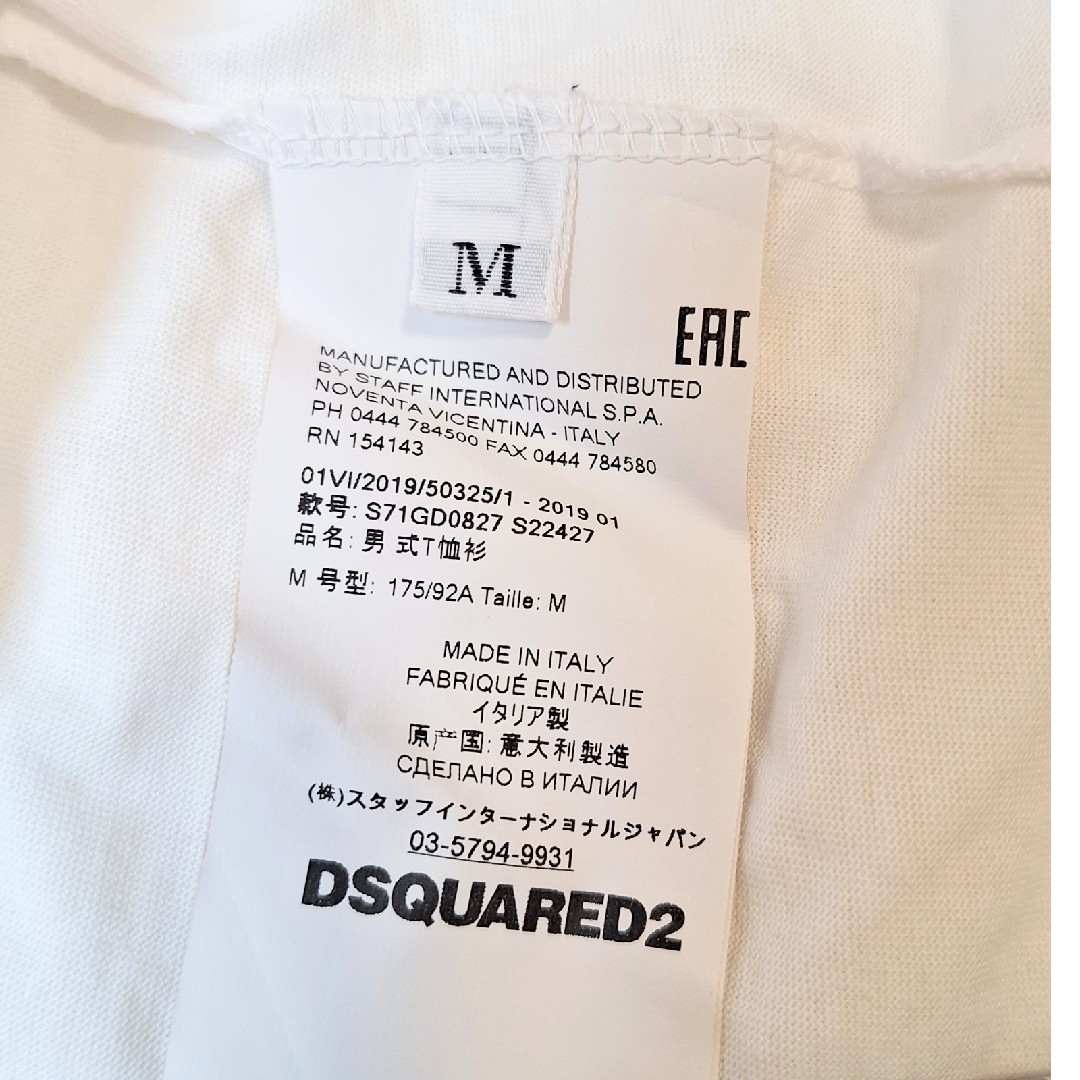 M
EAC
MANUFACTURED AND DISTRIBUTED
BY STAFF INTERNATIONAL S.P.A.
NOVENTA VICENTINA - ITALY
PH 0444 784500 FAX 0444 784580
RN 154143
01VI/2019/50325/1 - 2019 01
款号: S71GD0827 S22427
品名: 男 式T恤衫
M 号型: 175/92A Taille: M
MADE IN ITALY
FABRIQUÉ EN ITALIE
イタリア製
原产国: 意大利製造
СДЕЛАНО В ИТАЛИИ
(株)スタッフインターナショナルジャパン
03-5794-9931
DSQUARED2